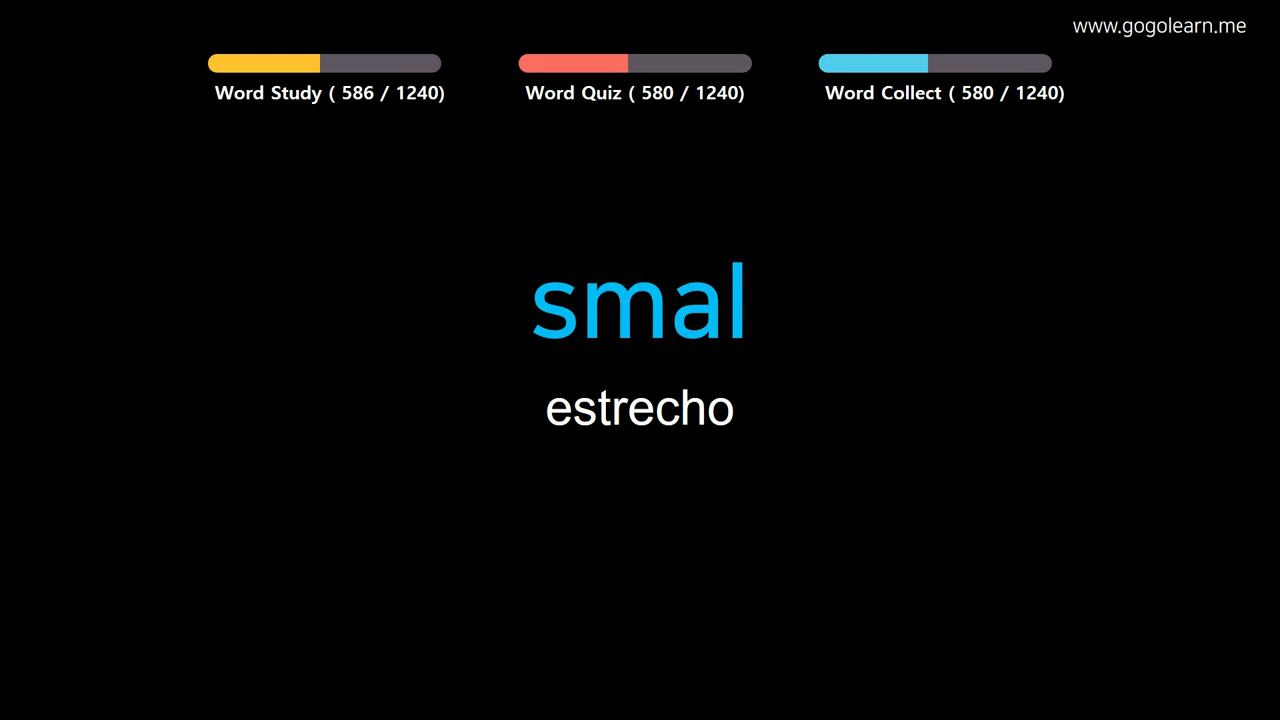 www.gogolearn.me
Word Study ( 586 / 1240)
Word Quiz ( 580 / 1240)
Word Collect ( 580 / 1240)
smal
estrecho